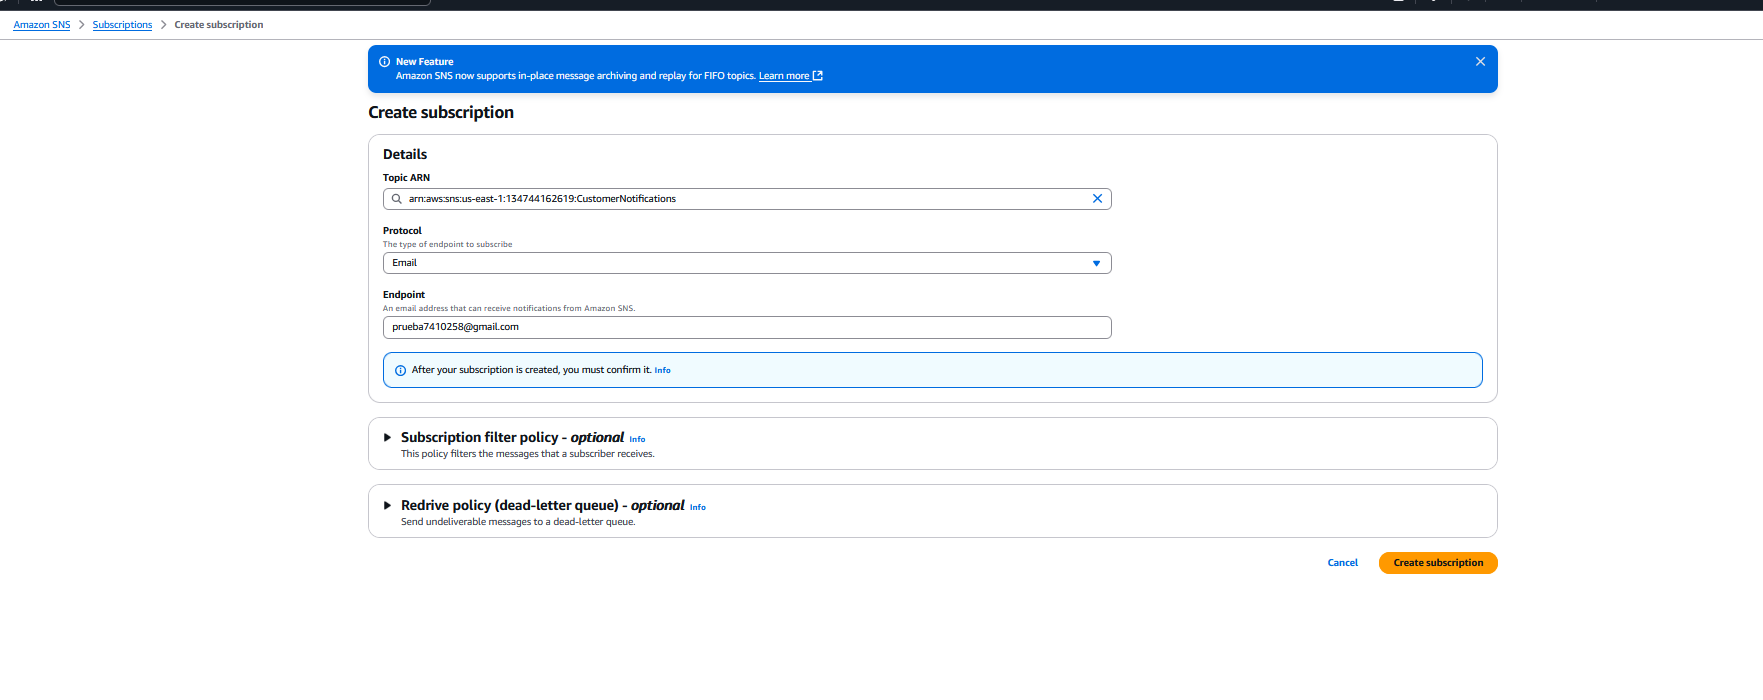 Amazon SNS > Subscriptions > Create subscription
New Feature
Amazon SNS now supports in-place message archiving and replay for FIFO topics. Learn more
Create subscription
Details
Topic ARN
arn:aws:sns:us-east-1:134744162619:CustomerNotifications
Protocol
The type of endpoint to subscribe
Email
Endpoint
An email address that can receive notifications from Amazon SNS.
prueba7410258@gmail.com
After your subscription is created, you must confirm it. Info
Subscription filter policy - optional Info
This policy filters the messages that a subscriber receives.
Redrive policy (dead-letter queue) - optional Info
Send undeliverable messages to a dead-letter queue.
Cancel Create subscription